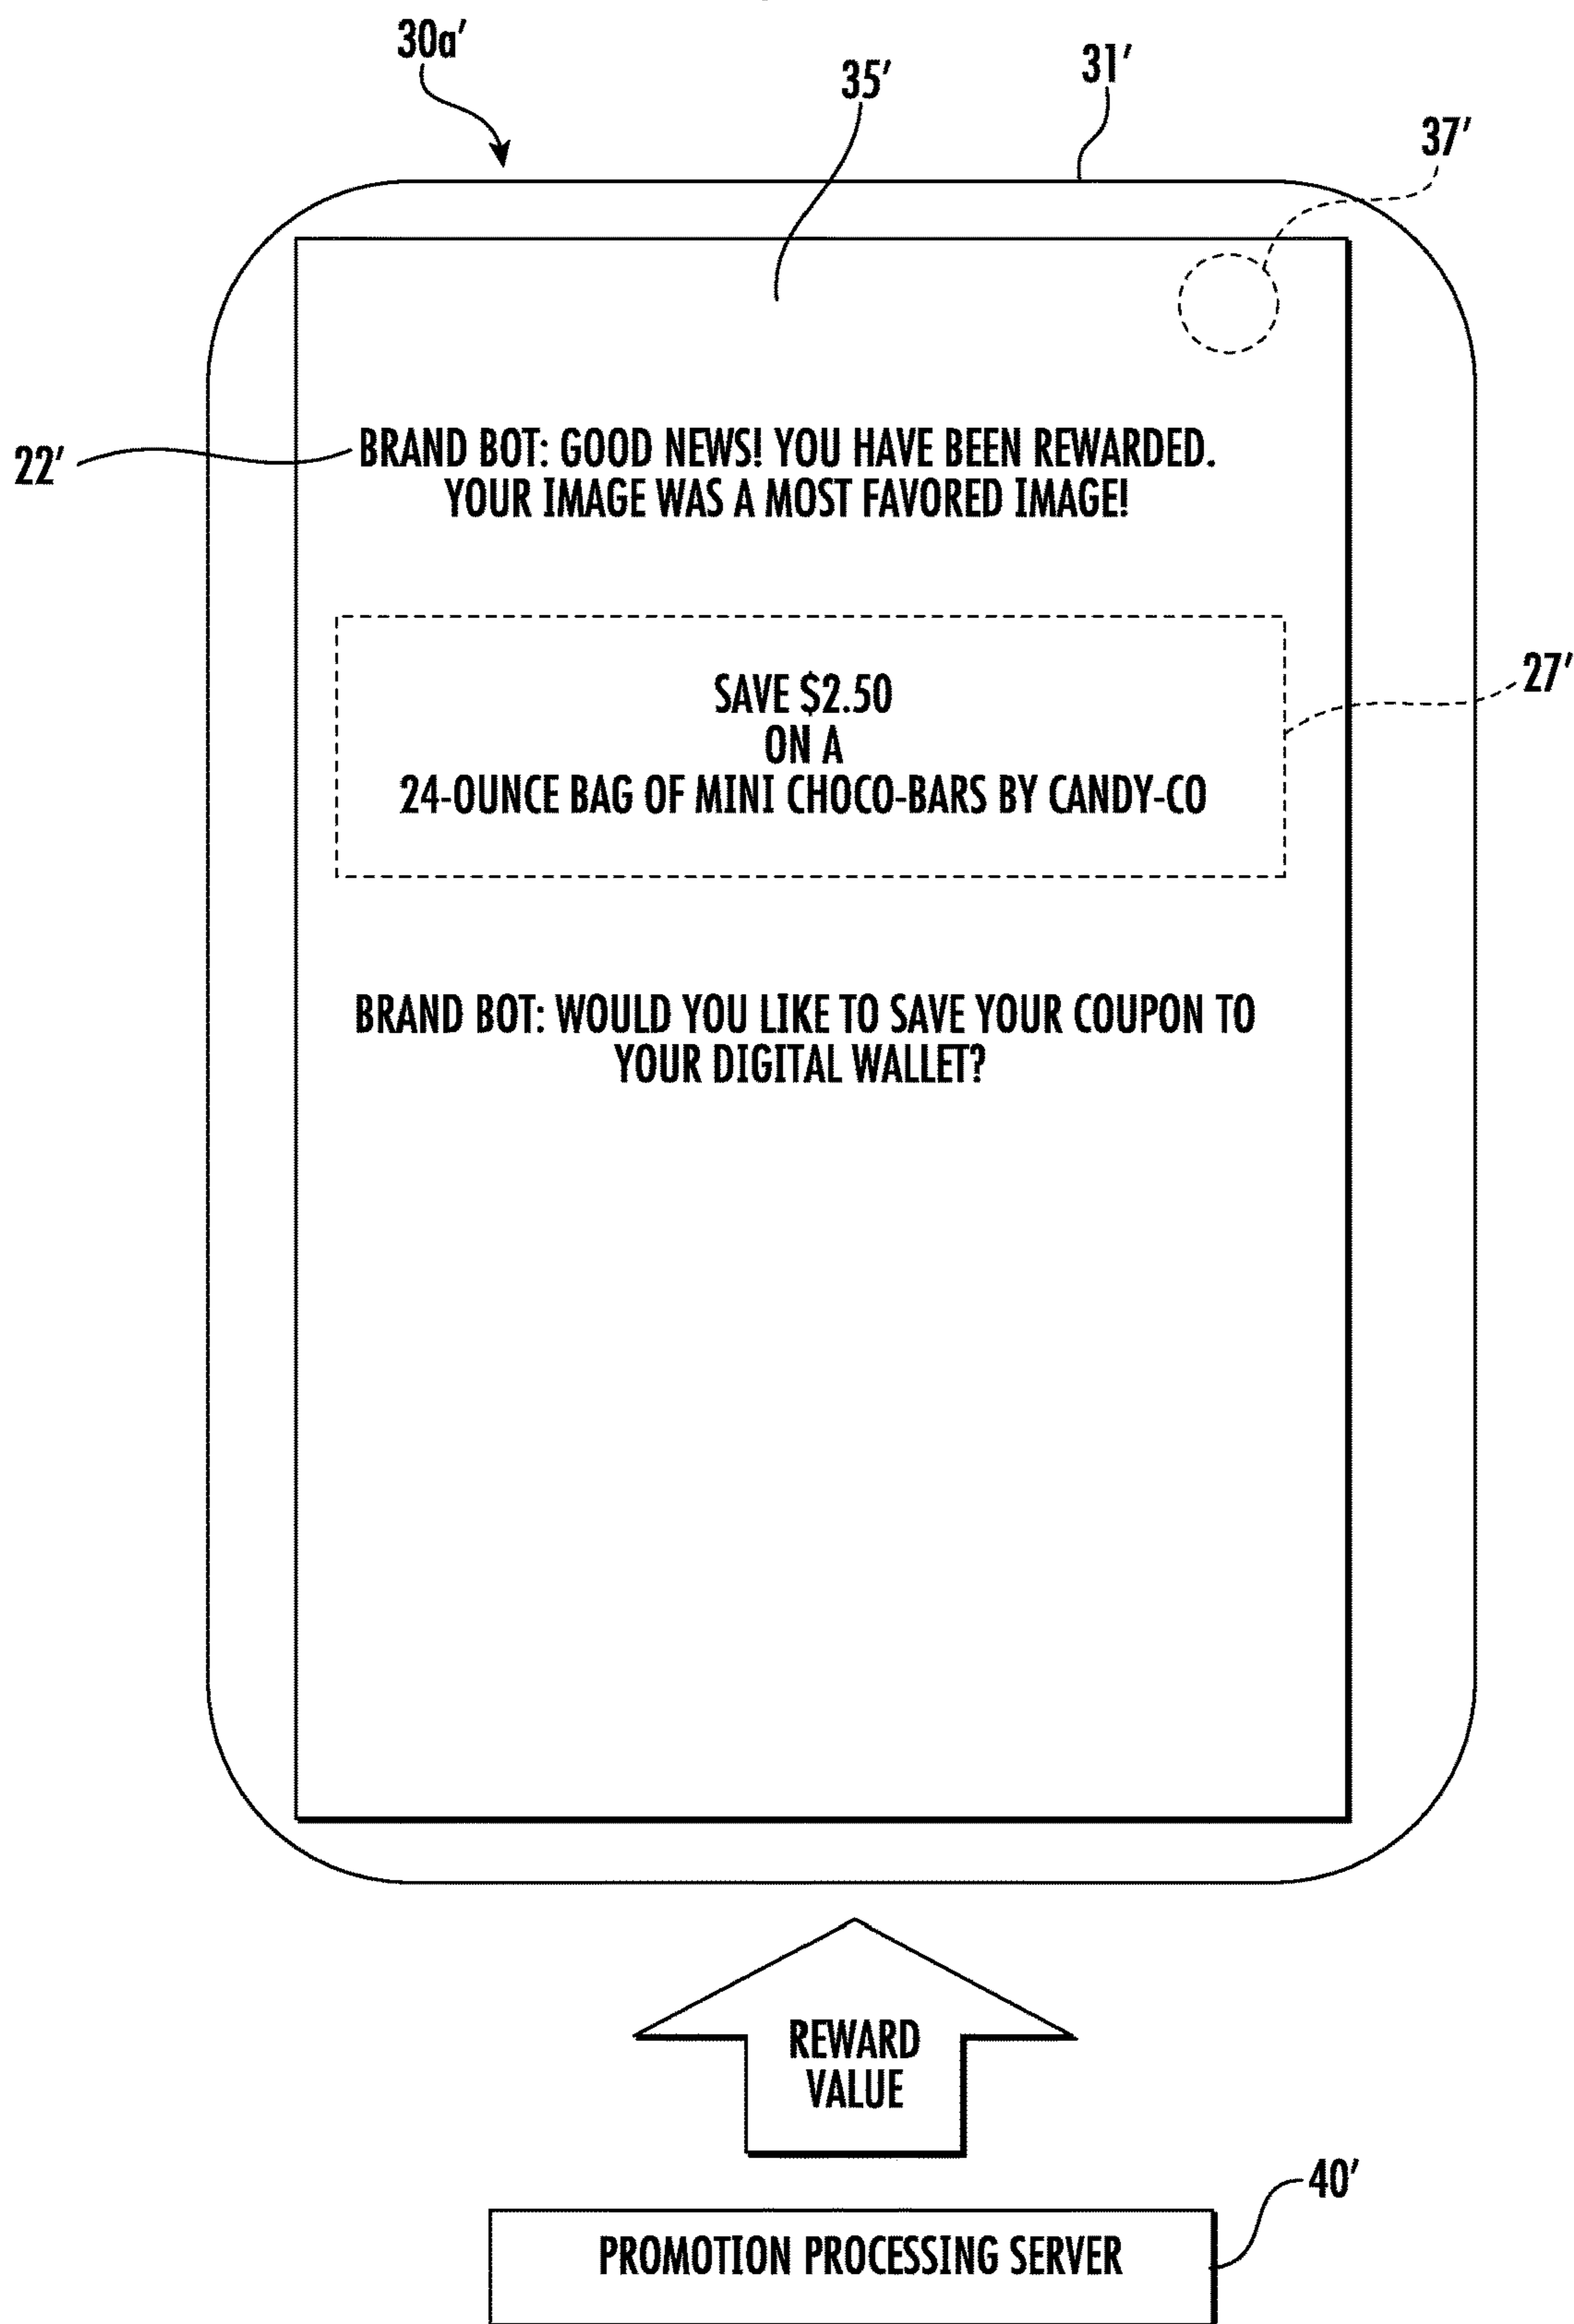 30a'
35'
31'
37'
22'
BRAND BOT: GOOD NEWS! YOU HAVE BEEN REWARDED.
YOUR IMAGE WAS A MOST FAVORED IMAGE!
27'
SAVE $2.50
ON A
24-OUNCE BAG OF MINI CHOCO-BARS BY CANDY-CO
BRAND BOT: WOULD YOU LIKE TO SAVE YOUR COUPON TO
YOUR DIGITAL WALLET?
REWARD
VALUE
40'
PROMOTION PROCESSING SERVER